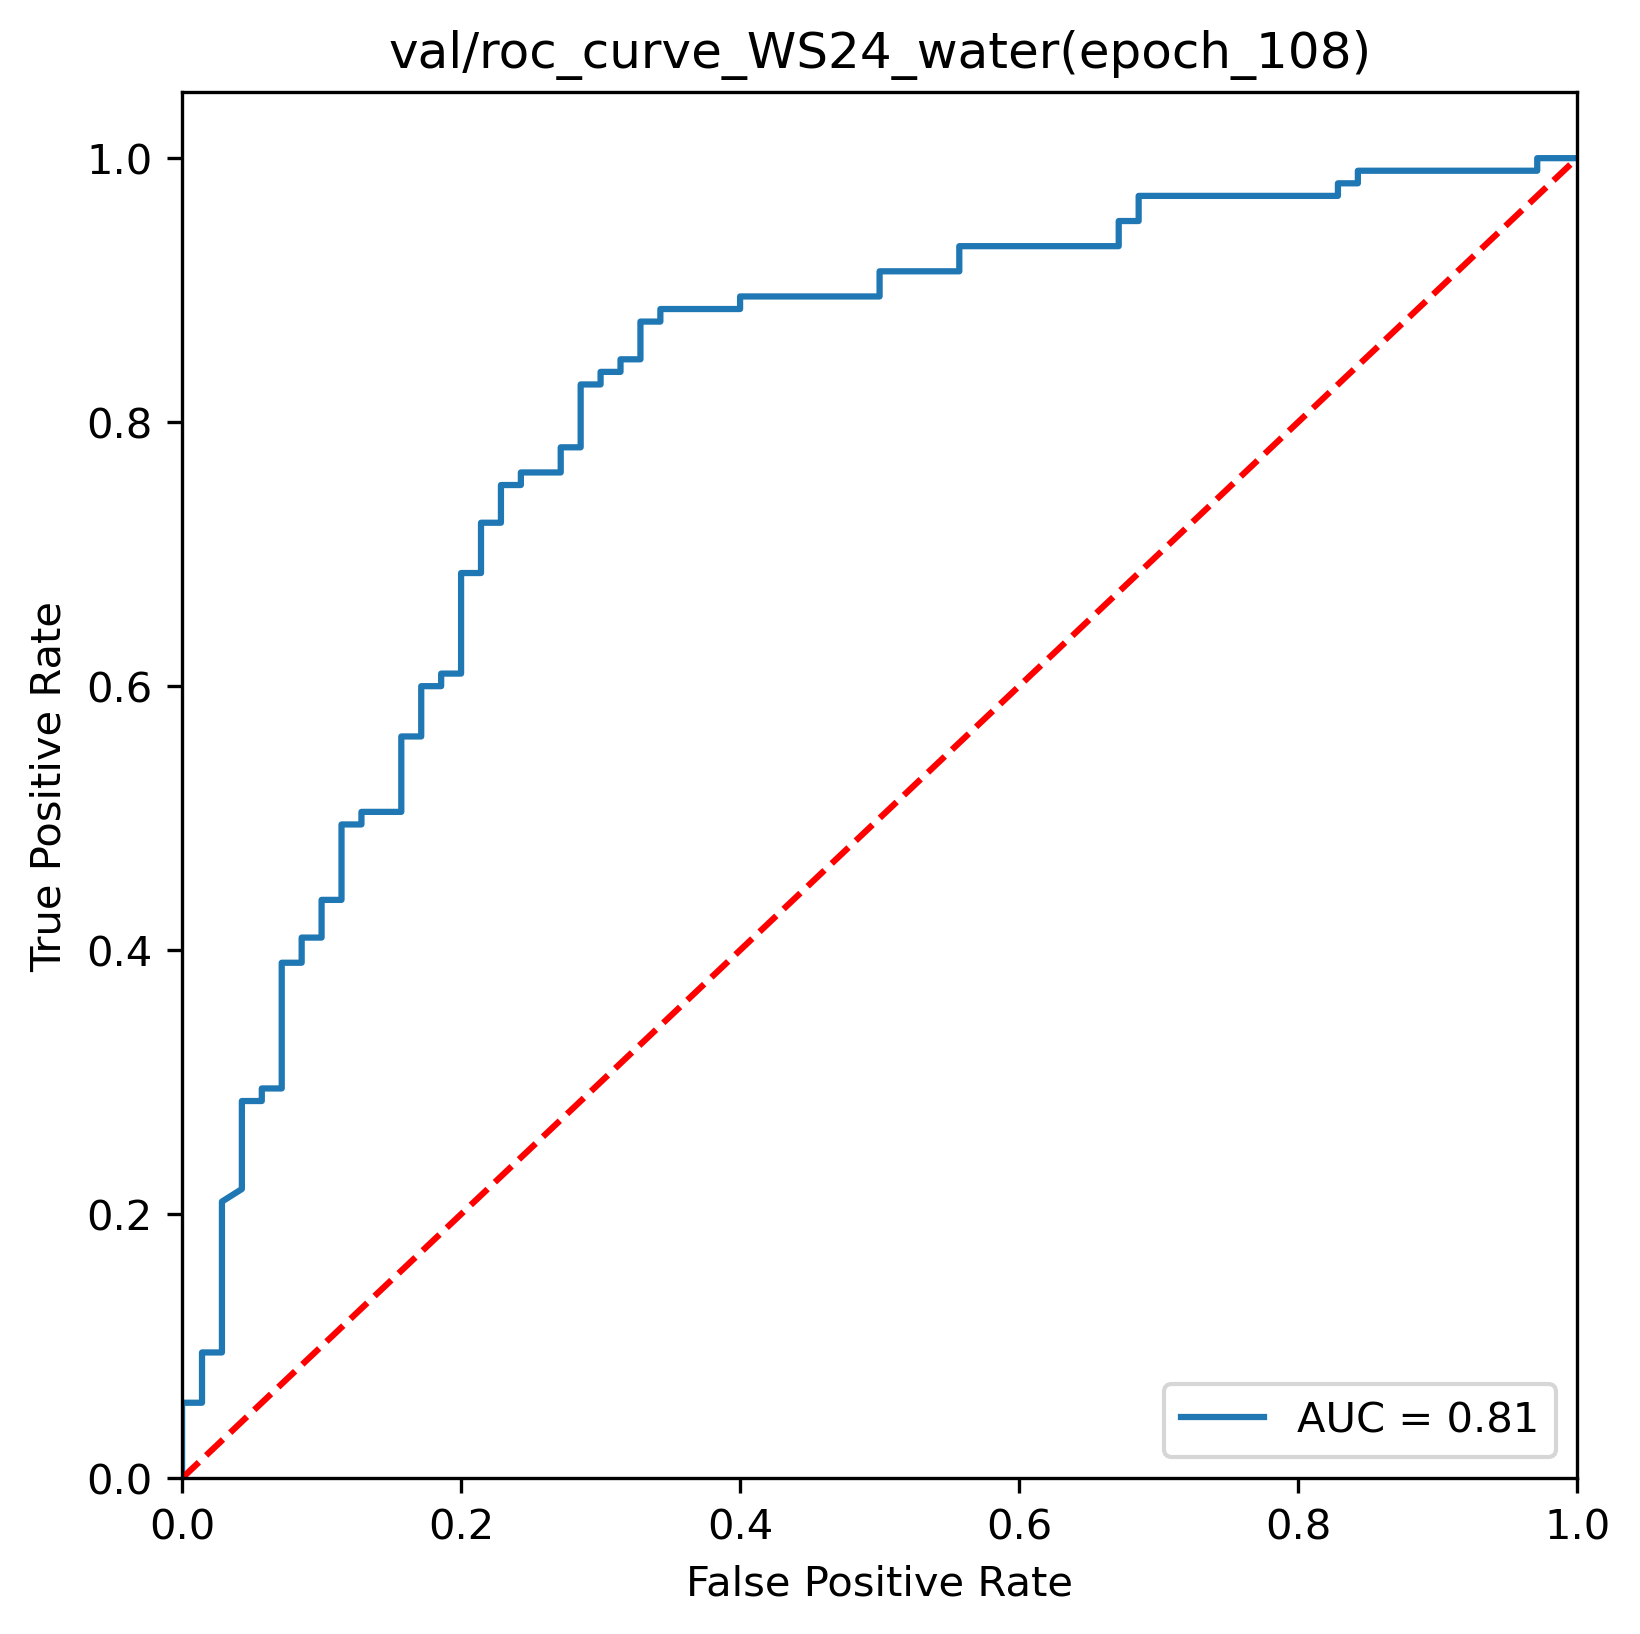 val/roc_curve_WS24_water(epoch_108)
1.0
0.8
0.6
0.4
0.2
0.0
True Positive Rate
AUC = 0.81
0.0 0.2 0.4 0.6 0.8 1.0
False Positive Rate